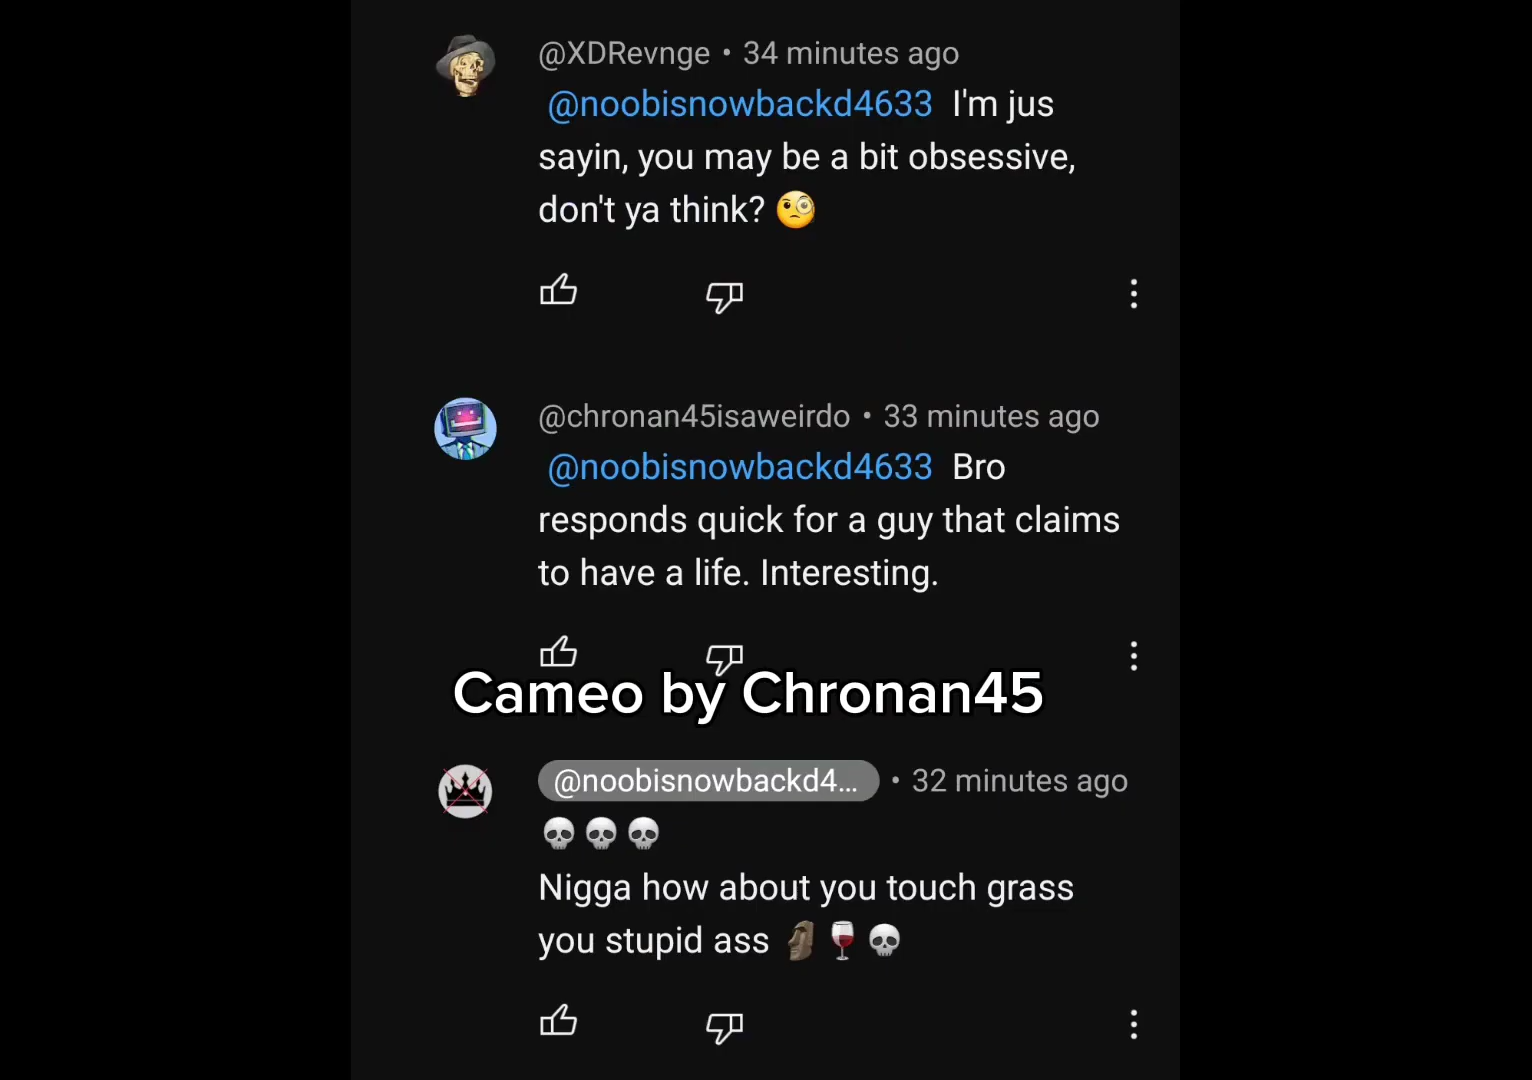 @XDRevnge • 34 minutes ago
@noobisnowbackd4633 I'm jus
sayin, you may be a bit obsessive,
don't ya think? 🧐
@chronan45isaweirdo • 33 minutes ago
@noobisnowbackd4633 Bro
responds quick for a guy that claims
to have a life. Interesting.
Cameo by Chronan45
@noobisnowbackd4... • 32 minutes ago
💀💀💀
Nigga how about you touch grass
you stupid ass 🗿🍷💀